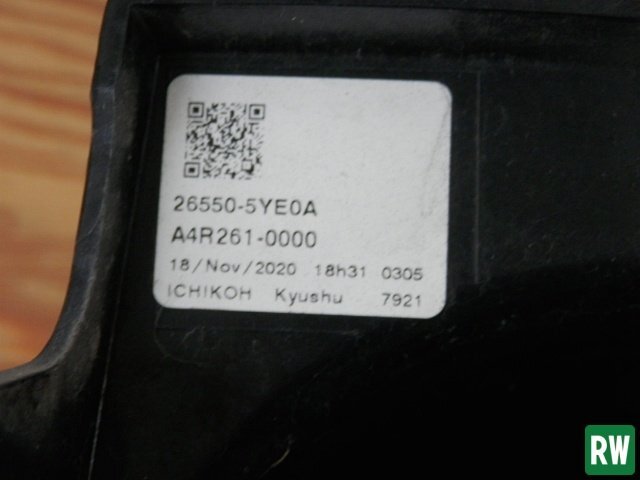 26550-5YE0A
A4R261-0000
18/Nov/2020 18h31 0305
ICHIKOH Kyushu 7921
RW